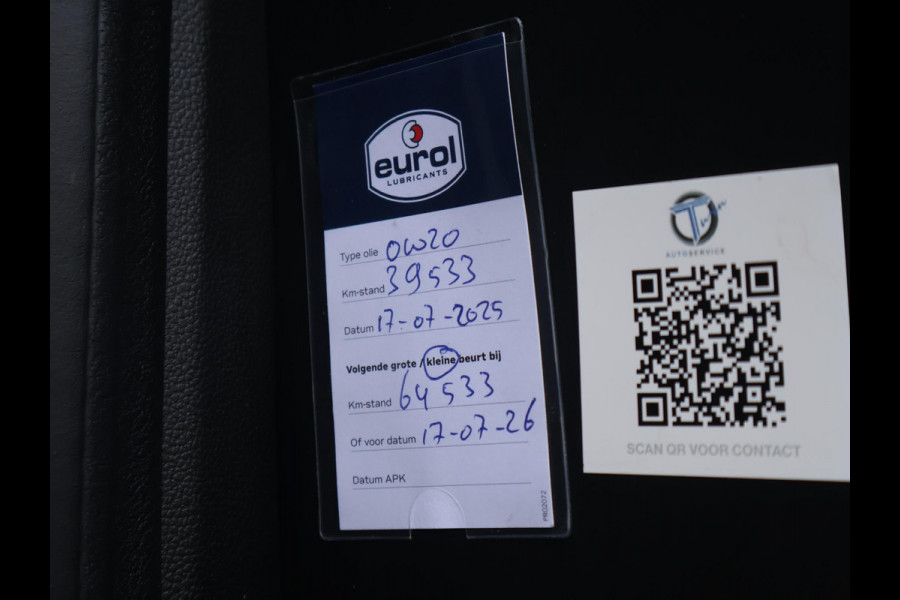 eurol
LUBRICANTS
Type olie 0W20
Km-stand 39533
Datum 17-07-2025
Volgende grote / kleine beurt bij
Km-stand 64533
Of voor datum 17-07-26
Datum APK
PR02072
AUTOSERVICE
SCAN QR VOOR CONTACT